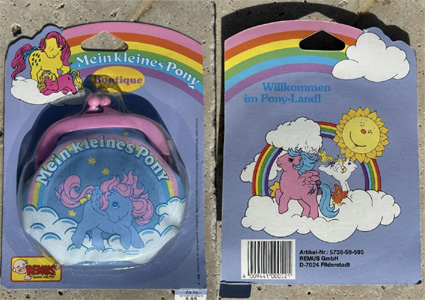 Mein kleines Pony
Boutique
Mein kleines Pony
REMUS
Willkommen
im Pony-Land!
Artikel-Nr.: 5736-59-595
REMUS GmbH
D-7024 Filderstadt